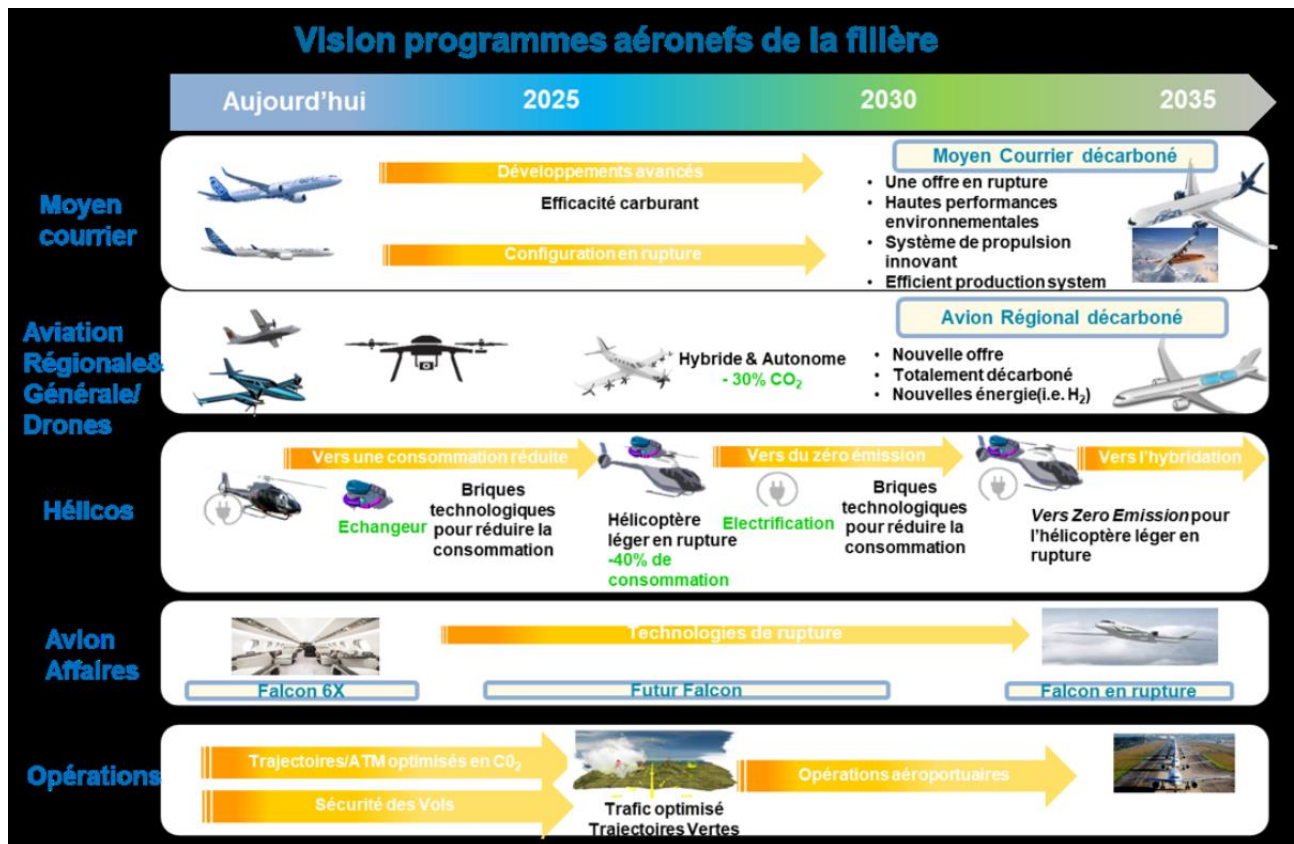 Vision programmes aéronefs de la filière
Aujourd'hui
2025
2030
2035
Moyen
courrier
Développements avancés
Efficacité carburant
Configuration en rupture
Moyen Courrier décarboné
• Une offre en rupture
• Hautes performances
environnementales
• Système de propulsion
innovant
• Efficient production system
Aviation
Régionale&
Générale/
Drones
Hybride & Autonome
- 30% CO₂
Avion Régional décarboné
• Nouvelle offre
• Totalement décarboné
• Nouvelles énergie(i.e. H₂)
Hélicos
Vers une consommation réduite
Echangeur
Briques
technologiques
pour réduire la
consommation
Hélicoptère
léger en rupture
-40% de
consommation
Vers du zéro émission
Electrification
Briques
technologiques
pour réduire la
consommation
Vers l'hybridation
Vers Zero Emission pour
l'hélicoptère léger en
rupture
Avion
Affaires
Technologies de rupture
Falcon 6X
Futur Falcon
Falcon en rupture
Opérations
Trajectoires/ATM optimisés en C0₂
Sécurité des Vols
Trafic optimisé
Trajectoires Vertes
Opérations aéroportuaires